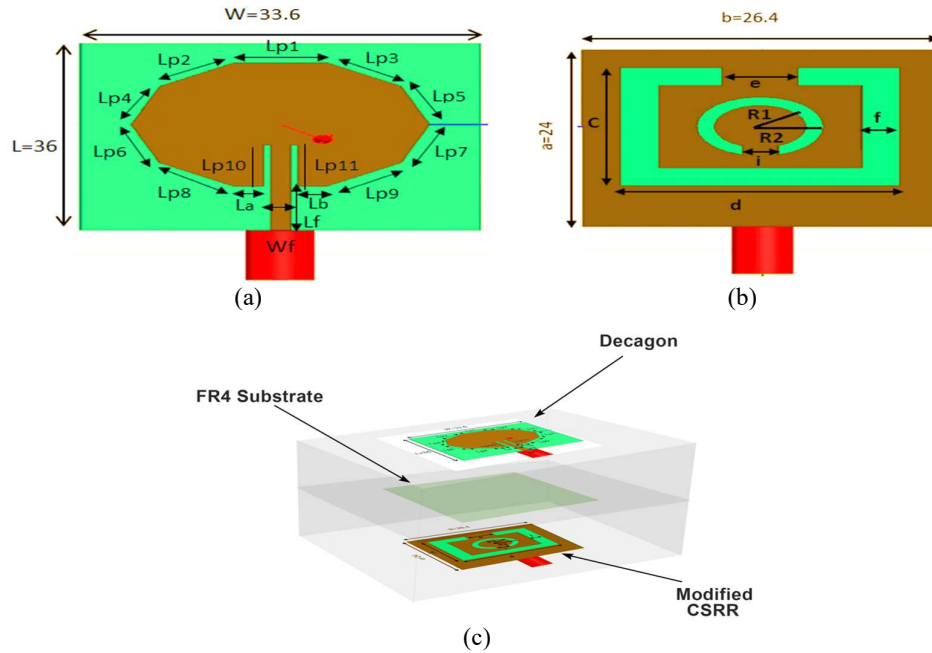 W=33.6
Lp1
Lp2
Lp3
Lp4
Lp5
L=36
Lp6
Lp7
Lp10
Lp11
Lp8
Lp9
La
Lb
Lf
Wf
(a)
b=26.4
e
C
R1
f
a=24
R2
i
d
(b)
Decagon
FR4 Substrate
Modified
CSRR
(c)